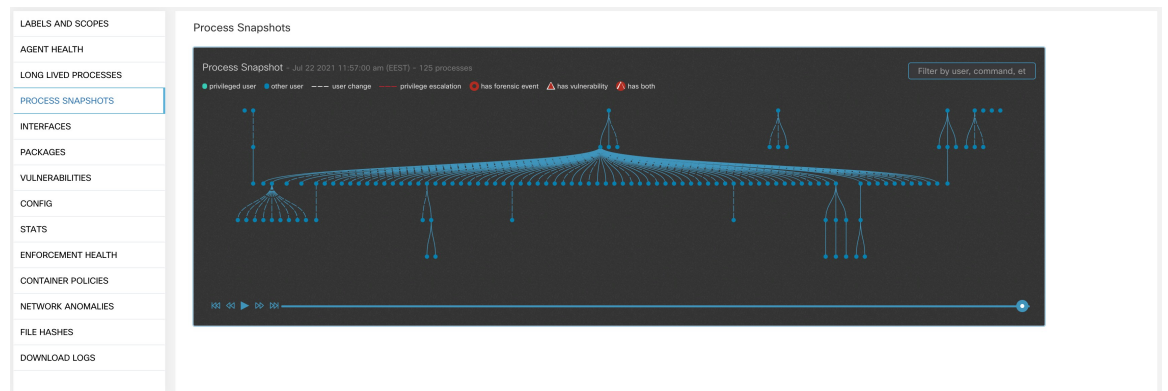 LABELS AND SCOPES
AGENT HEALTH
LONG LIVED PROCESSES
PROCESS SNAPSHOTS
INTERFACES
PACKAGES
VULNERABILITIES
CONFIG
STATS
ENFORCEMENT HEALTH
CONTAINER POLICIES
NETWORK ANOMALIES
FILE HASHES
DOWNLOAD LOGS
Process Snapshots
Process Snapshot - Jul 22 2021 11:57:00 am (EEST) - 125 processes
Filter by user, command, et
privileged user other user user change privilege escalation has forensic event has vulnerability has both